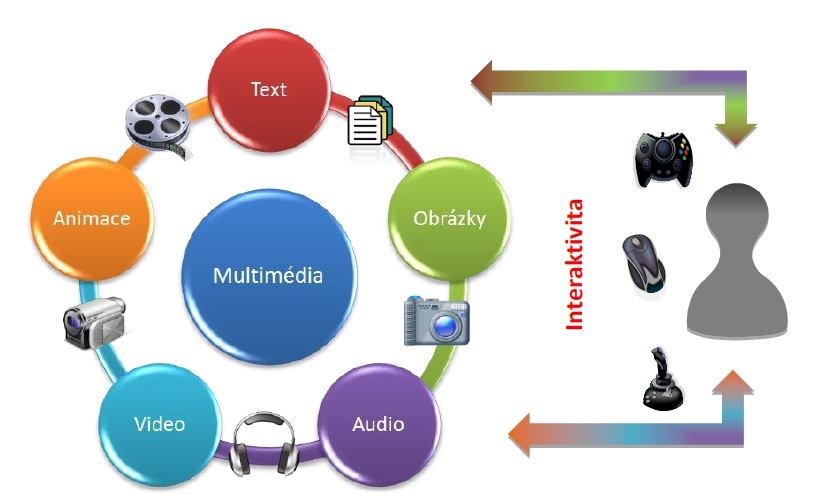 Text
Animace
Obrázky
Multimédia
Video
Audio
Interaktivita